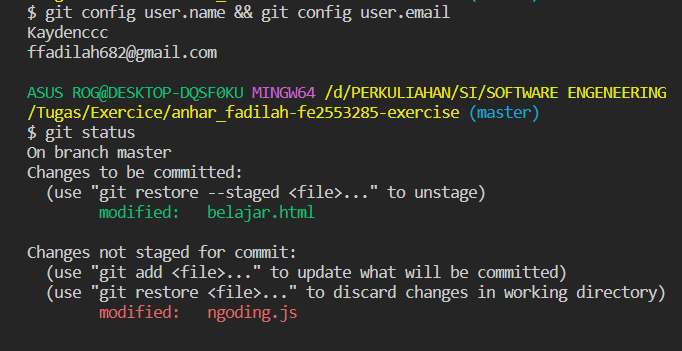 $ git config user.name && git config user.email
Kaydenccc
ffadilah682@gmail.com
ASUS ROG@DESKTOP-DQSF0KU MINGW64 /d/PERKULIAHAN/SI/SOFTWARE ENGENEERING
/Tugas/Exercice/anhar_fadilah-fe2553285-exercise (master)
$ git status
On branch master
Changes to be committed:
  (use "git restore --staged <file>..." to unstage)
        modified:   belajar.html

Changes not staged for commit:
  (use "git add <file>..." to update what will be committed)
  (use "git restore <file>..." to discard changes in working directory)
        modified:   ngoding.js